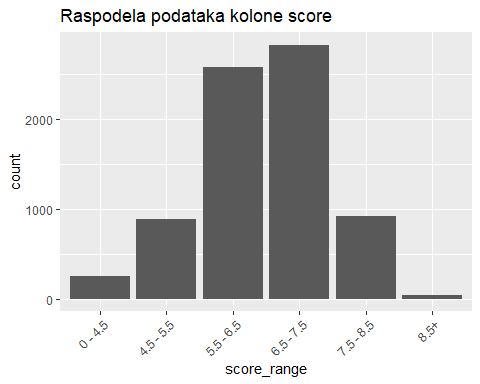 Raspodela podataka kolone score
count
2000
1000
0
0 - 4.5
4.5 - 5.5
5.5 - 6.5
6.5 - 7.5
7.5 - 8.5
8.5+
score_range